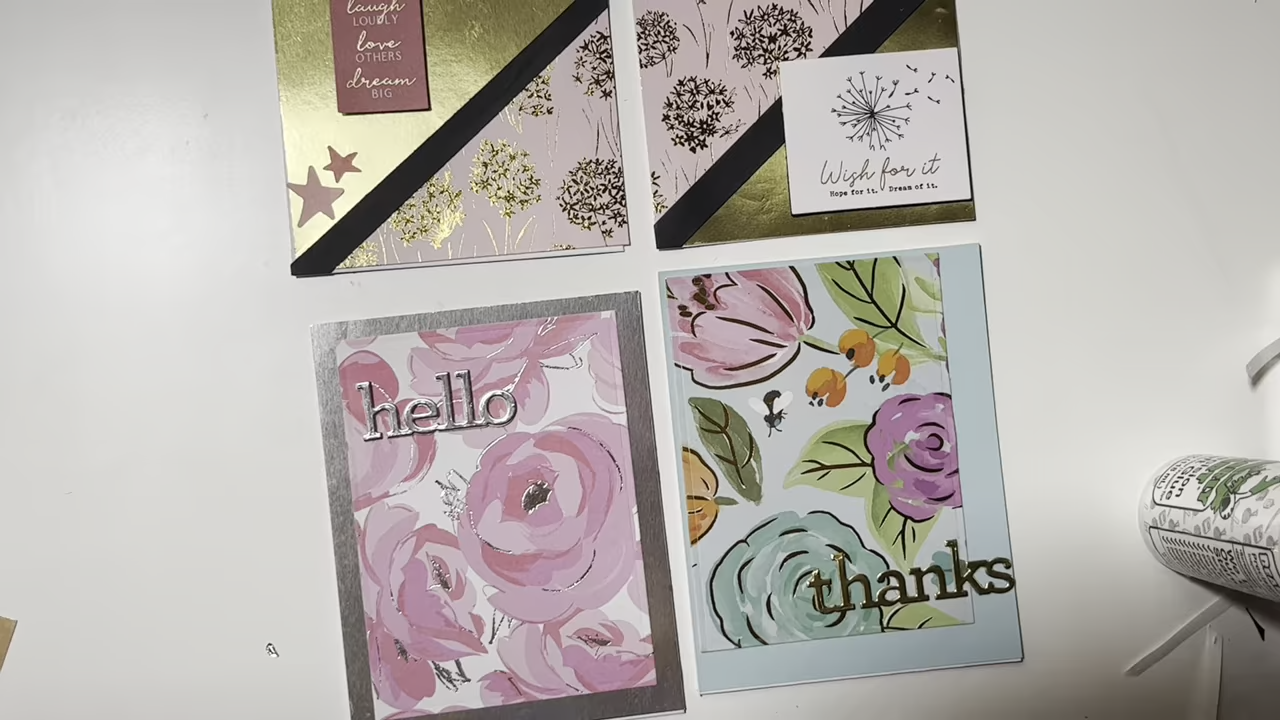 laugh
LOUDLY
love
OTHERS
dream
BIG
Wish for it
Hope for it. Dream of it.
hello
thanks